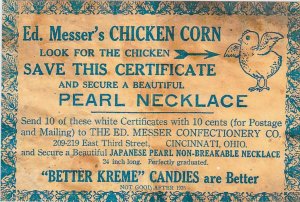 Ed. Messer's CHICKEN CORN
LOOK FOR THE CHICKEN
SAVE THIS CERTIFICATE
AND SECURE A BEAUTIFUL
PEARL NECKLACE
Send 10 of these white Certificates with 10 cents (for Postage
and Mailing) to THE ED. MESSER CONFECTIONERY CO.
209-219 East Third Street, CINCINNATI, OHIO.
and Secure a Beautiful JAPANESE PEARL NON-BREAKABLE NECKLACE
24 inch long. Perfectly graduated.
"BETTER KREME" CANDIES are Better
NOT GOOD AFTER